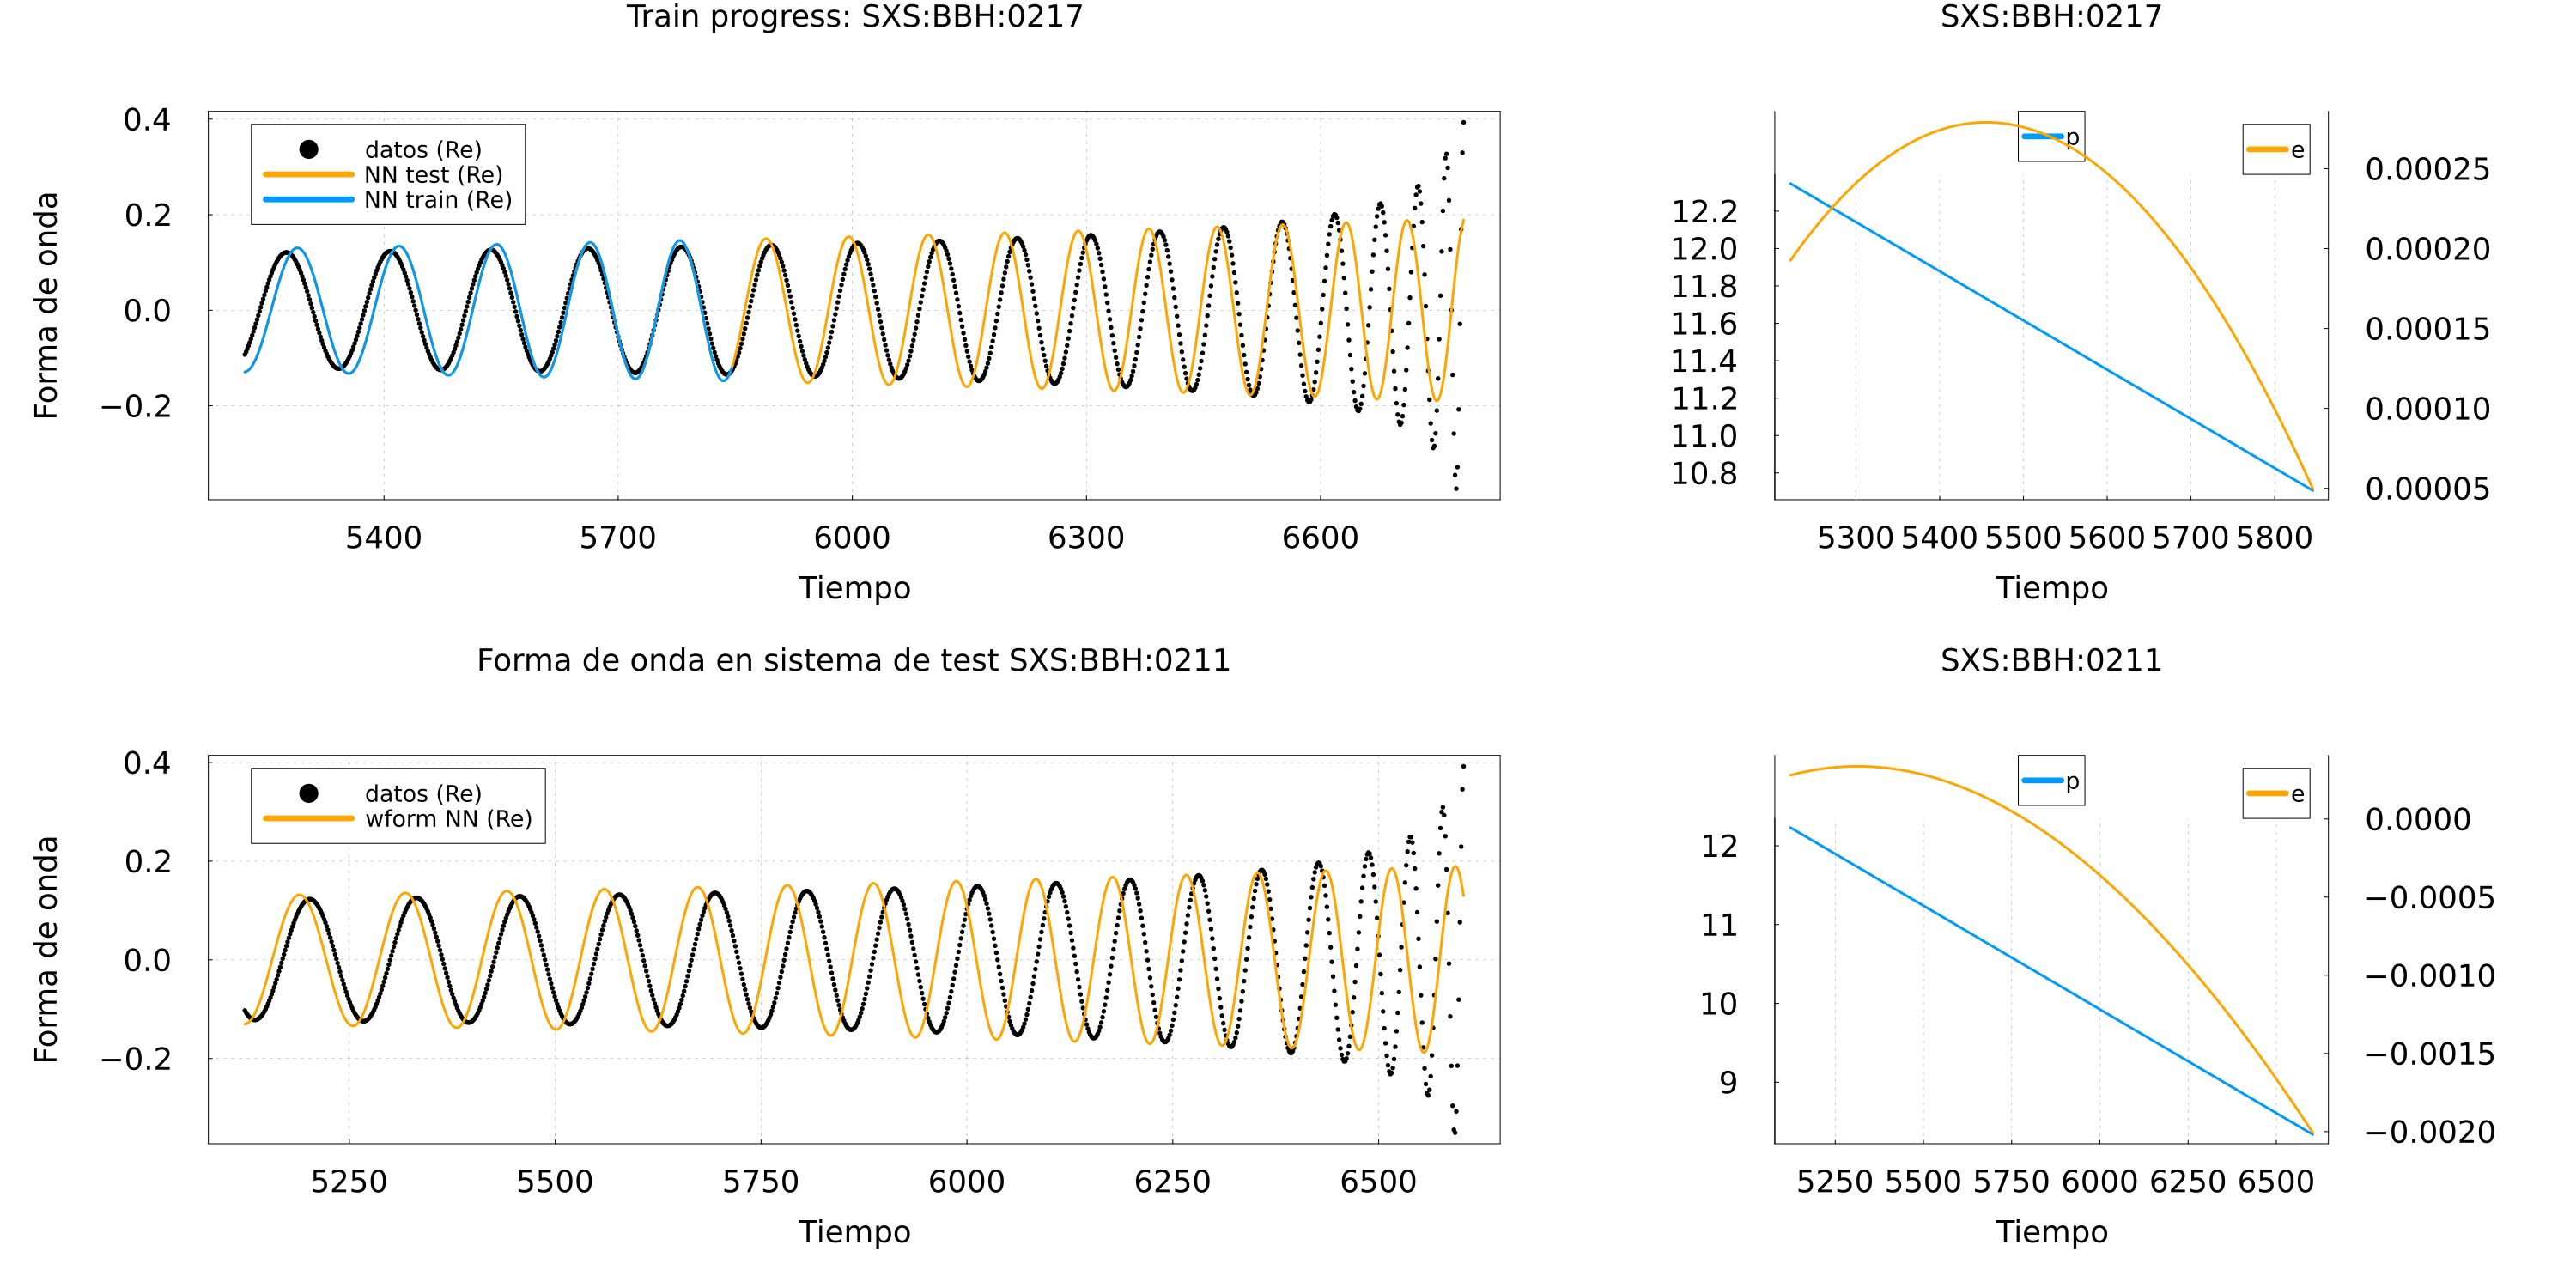 Train progress: SXS:BBH:0217
Forma de onda
0.4
0.2
0.0
−0.2
datos (Re)
NN test (Re)
NN train (Re)
5400 5700 6000 6300 6600
Tiempo
SXS:BBH:0217
12.2
12.0
11.8
11.6
11.4
11.2
11.0
10.8
p
e
0.00025
0.00020
0.00015
0.00010
0.00005
5300 5400 5500 5600 5700 5800
Tiempo
Forma de onda en sistema de test SXS:BBH:0211
Forma de onda
0.4
0.2
0.0
−0.2
datos (Re)
wform NN (Re)
5250 5500 5750 6000 6250 6500
Tiempo
SXS:BBH:0211
12
11
10
9
p
e
0.0000
−0.0005
−0.0010
−0.0015
−0.0020
5250 5500 5750 6000 6250 6500
Tiempo